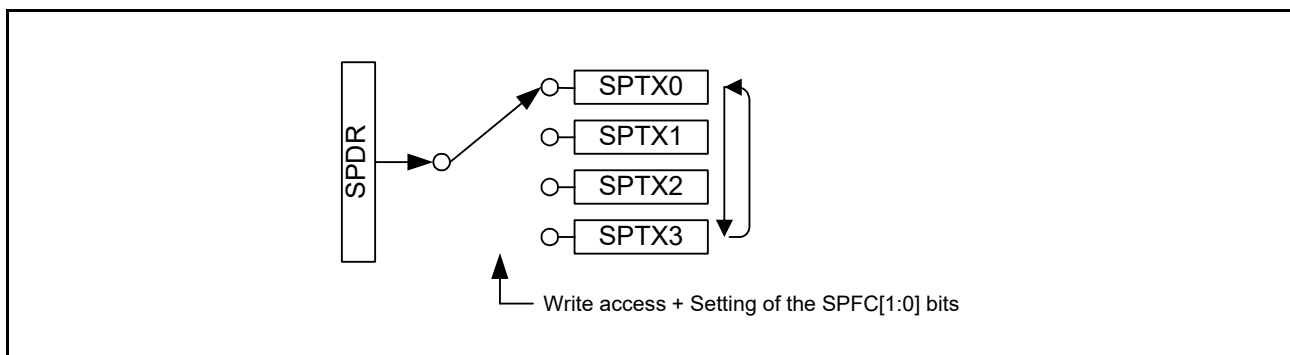 SPDR
SPTX0
SPTX1
SPTX2
SPTX3
Write access + Setting of the SPFC[1:0] bits